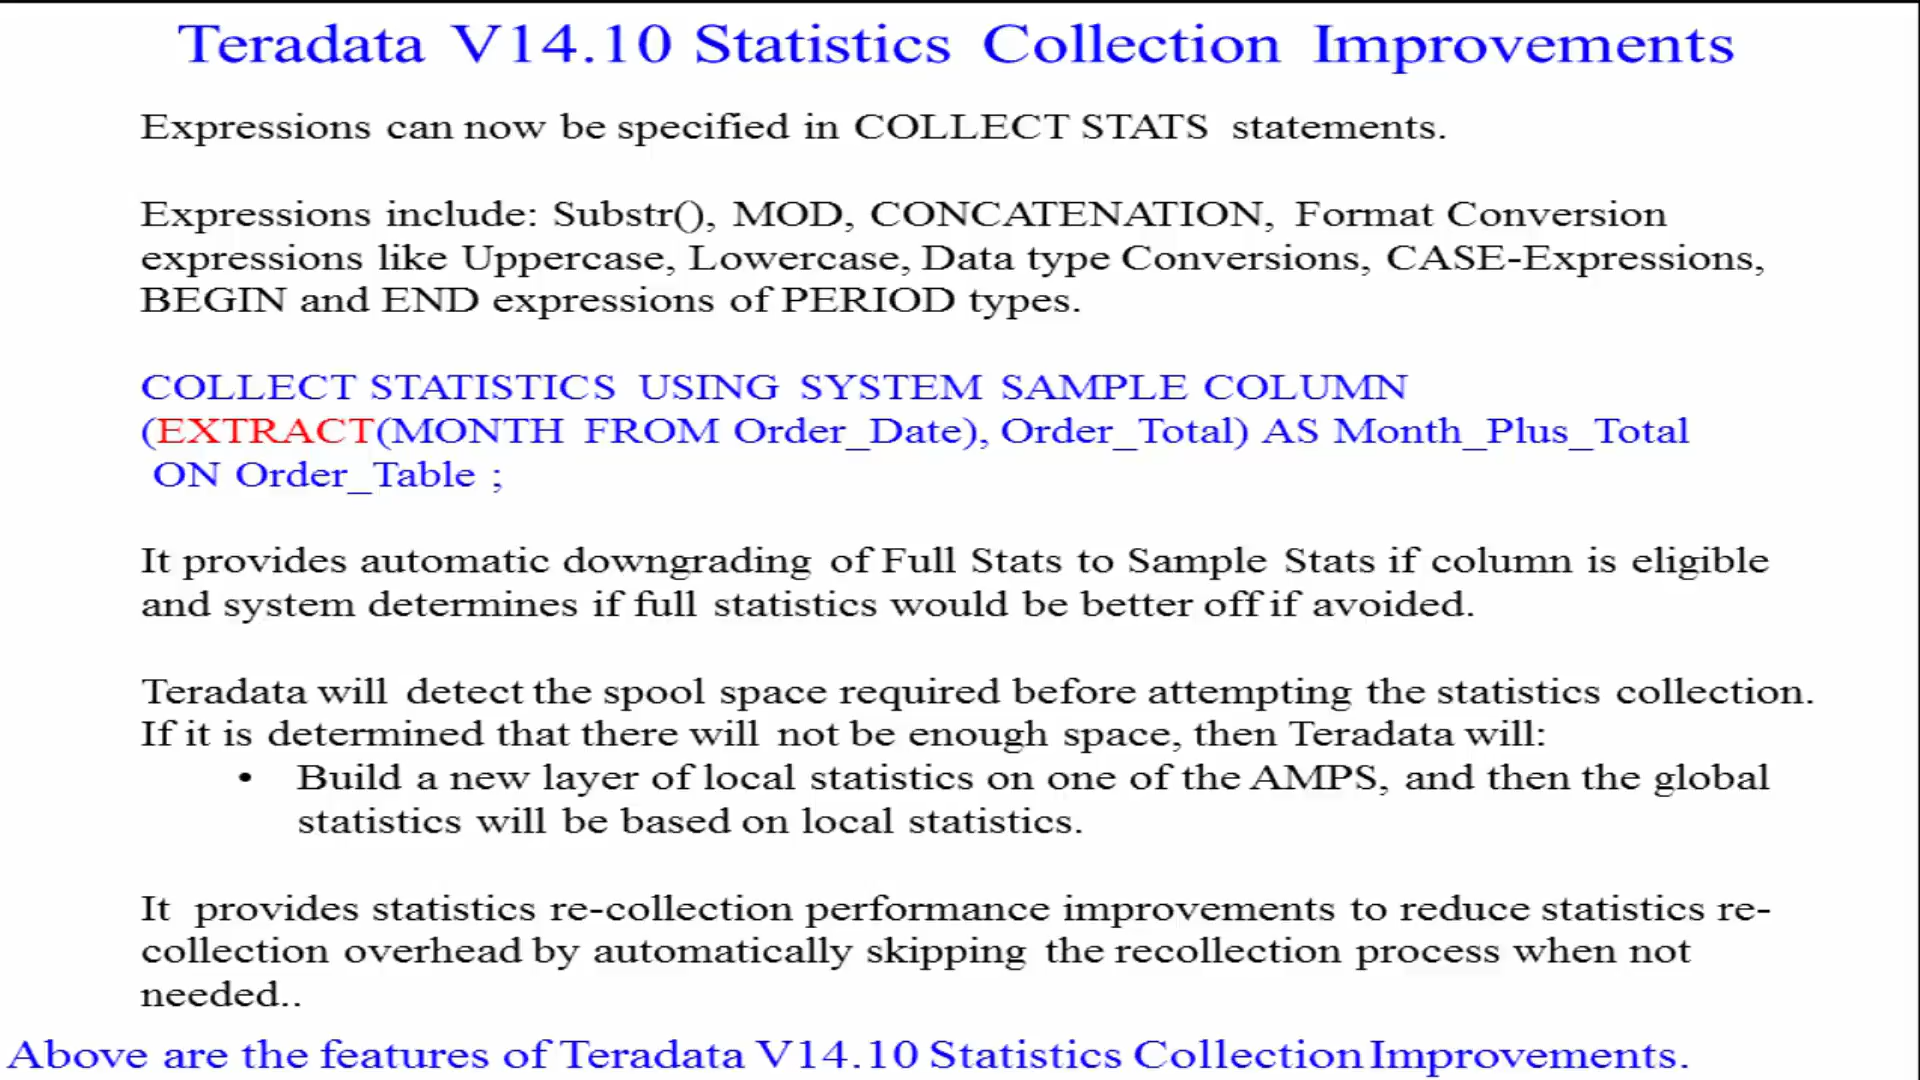 Teradata V14.10 Statistics Collection Improvements
Expressions can now be specified in COLLECT STATS statements.
Expressions include: Substr(), MOD, CONCATENATION, Format Conversion
expressions like Uppercase, Lowercase, Data type Conversions, CASE-Expressions,
BEGIN and END expressions of PERIOD types.
COLLECT STATISTICS USING SYSTEM SAMPLE COLUMN
(EXTRACT(MONTH FROM Order_Date), Order_Total) AS Month_Plus_Total
ON Order_Table ;
It provides automatic downgrading of Full Stats to Sample Stats if column is eligible
and system determines if full statistics would be better off if avoided.
Teradata will detect the spool space required before attempting the statistics collection.
If it is determined that there will not be enough space, then Teradata will:
• Build a new layer of local statistics on one of the AMPS, and then the global
statistics will be based on local statistics.
It provides statistics re-collection performance improvements to reduce statistics re-
collection overhead by automatically skipping the recollection process when not
needed..
Above are the features of Teradata V14.10 Statistics Collection Improvements.